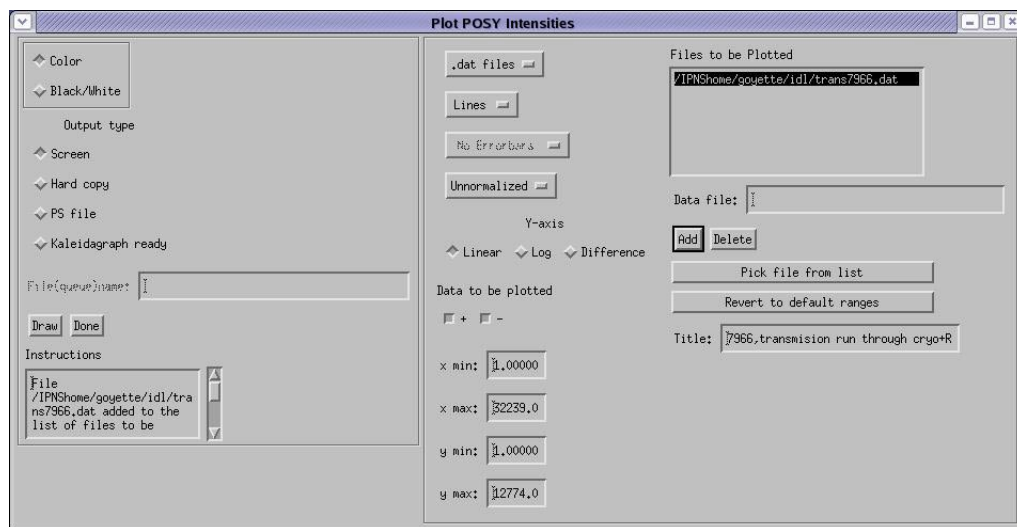 Plot POSY Intensities
Color
Black/White
Output type
Screen
Hard copy
PS file
Kaleidagraph ready
File(queue)name:
Draw Done
Instructions
File
/IPNShome/goyette/idl/tra
ns7966.dat added to the
list of files to be
.dat files
Lines
No Errorbars
Unnormalized
Y-axis
Linear Log Difference
Data to be plotted
+ -
x min: 1.00000
x max: 32239.0
y min: 1.00000
y max: 12774.0
Files to be Plotted
/IPNShome/goyette/idl/trans7966.dat
Data file:
Add Delete
Pick file from list
Revert to default ranges
Title: 7966,transmision run through cryo+R